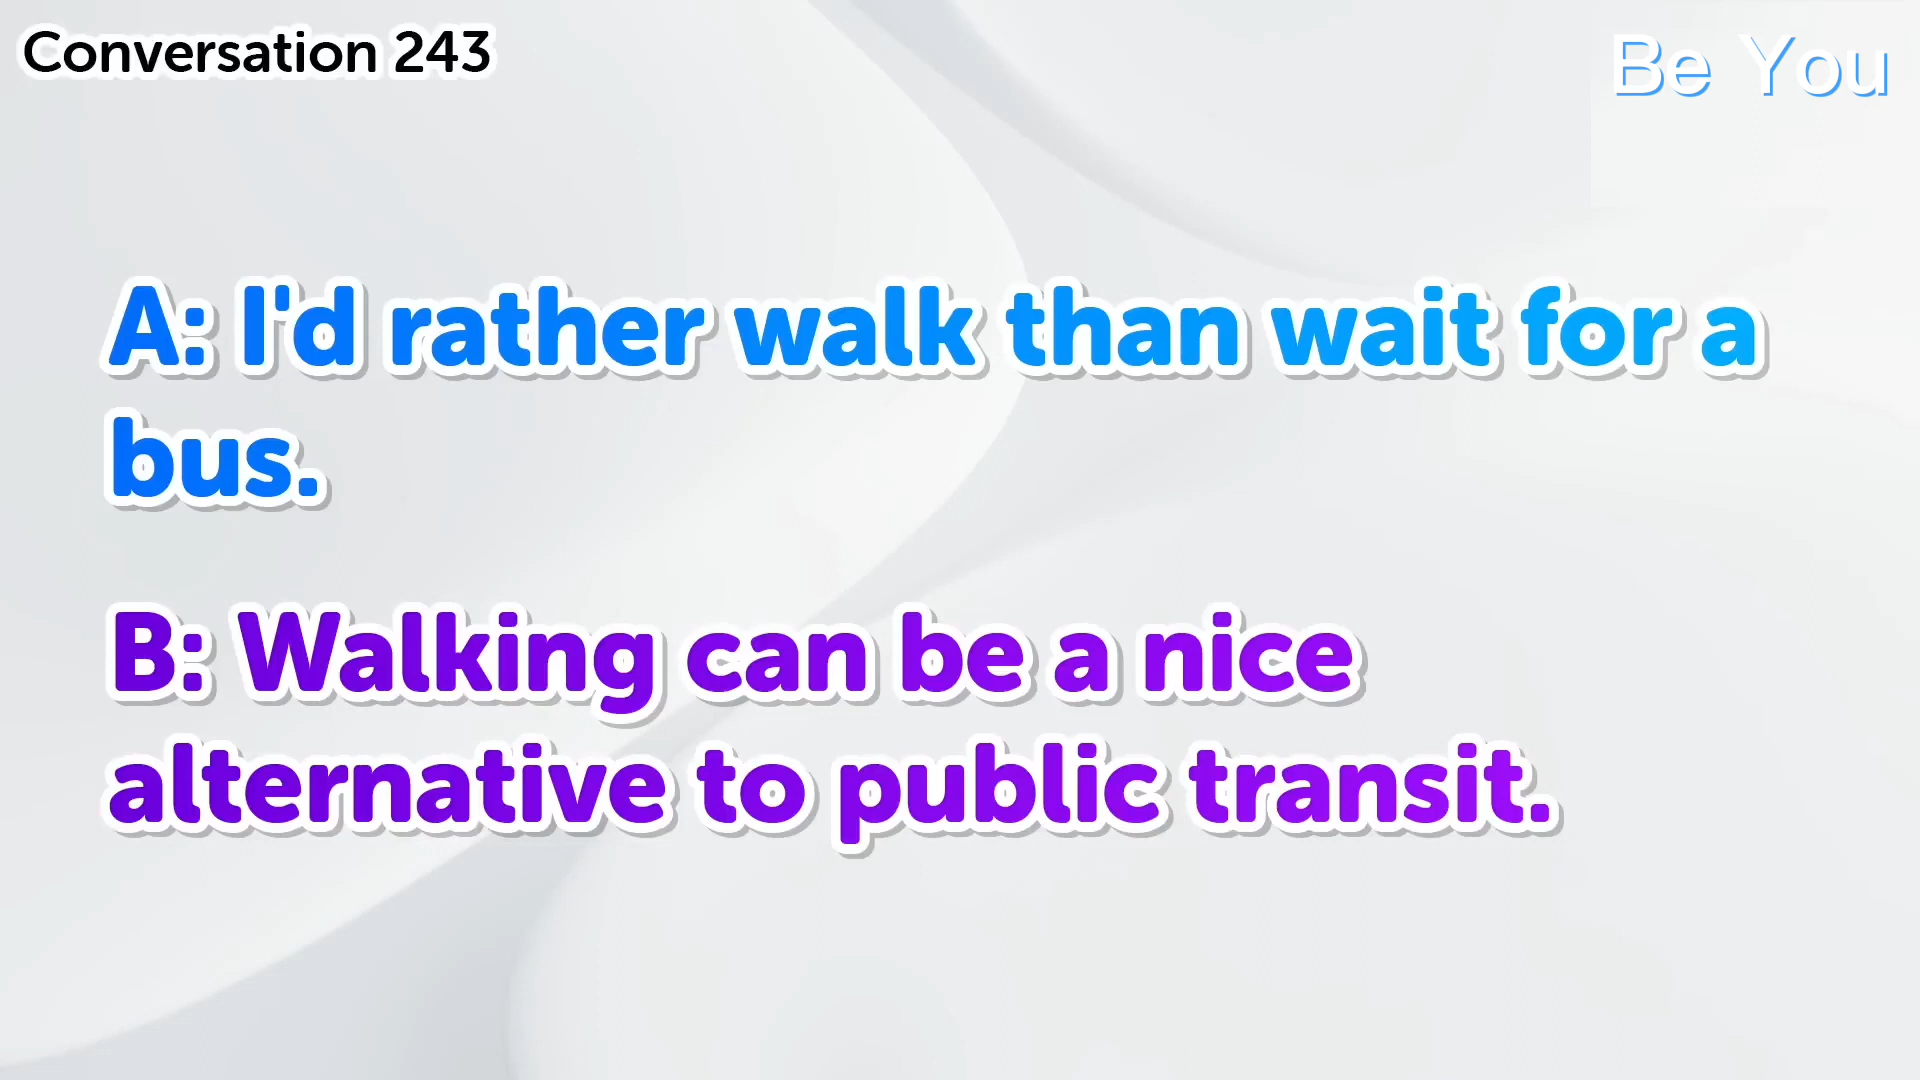 Conversation 243
Be You
A: I'd rather walk than wait for a
bus.
B: Walking can be a nice
alternative to public transit.